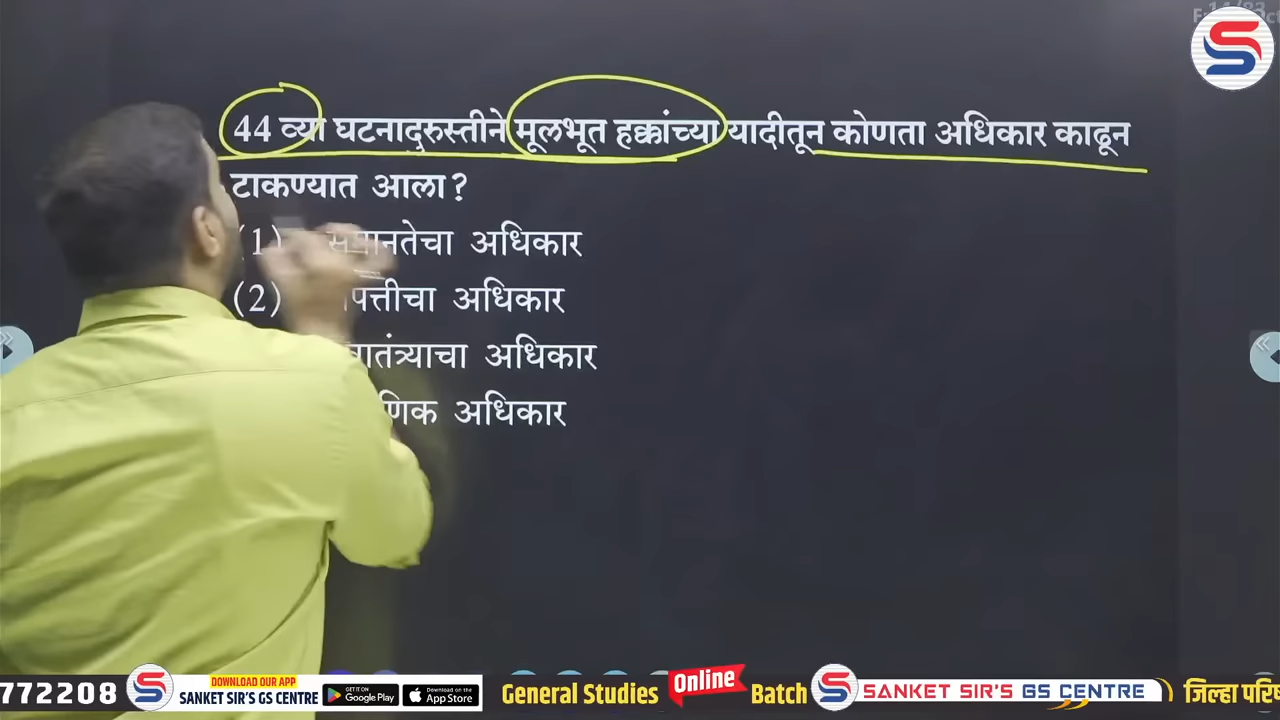 44 व्या घटनादुरुस्तीने मूलभूत हक्कांच्या यादीतून कोणता अधिकार काढून
टाकण्यात आला?
(1) समानतेचा अधिकार
(2) अधिकार
अधिकार
अधिकार
772208
DOWNLOAD OUR APP
SANKET SIR'S GS CENTRE
GET IT ON
Google Play
Download on the
App Store
General Studies Online Batch
SANKET SIR'S GS CENTRE
जिल्हा